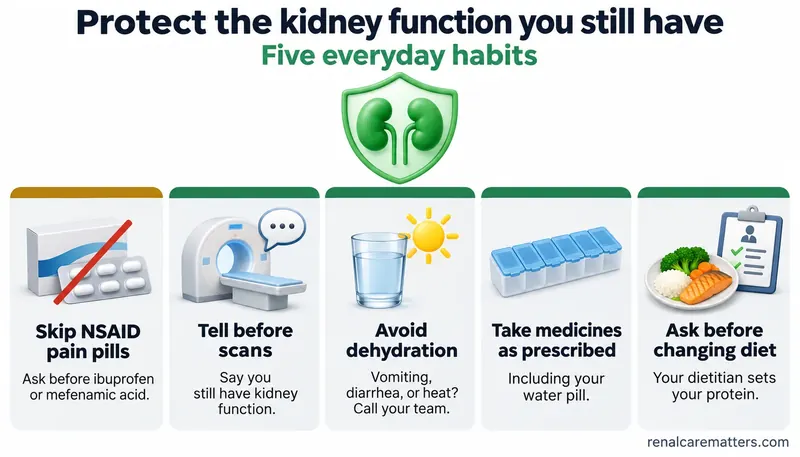 Protect the kidney function you still have
Five everyday habits
Skip NSAID
pain pills
Ask before ibuprofen
or mefenamic acid.
Tell before
scans
Say you
still have kidney
function.
Avoid
dehydration
Vomiting,
diarrhea, or heat?
Call your team.
Take medicines
as prescribed
Including your
water pill.
Ask before
changing diet
Your dietitian sets
your protein.
renalcarematters.com